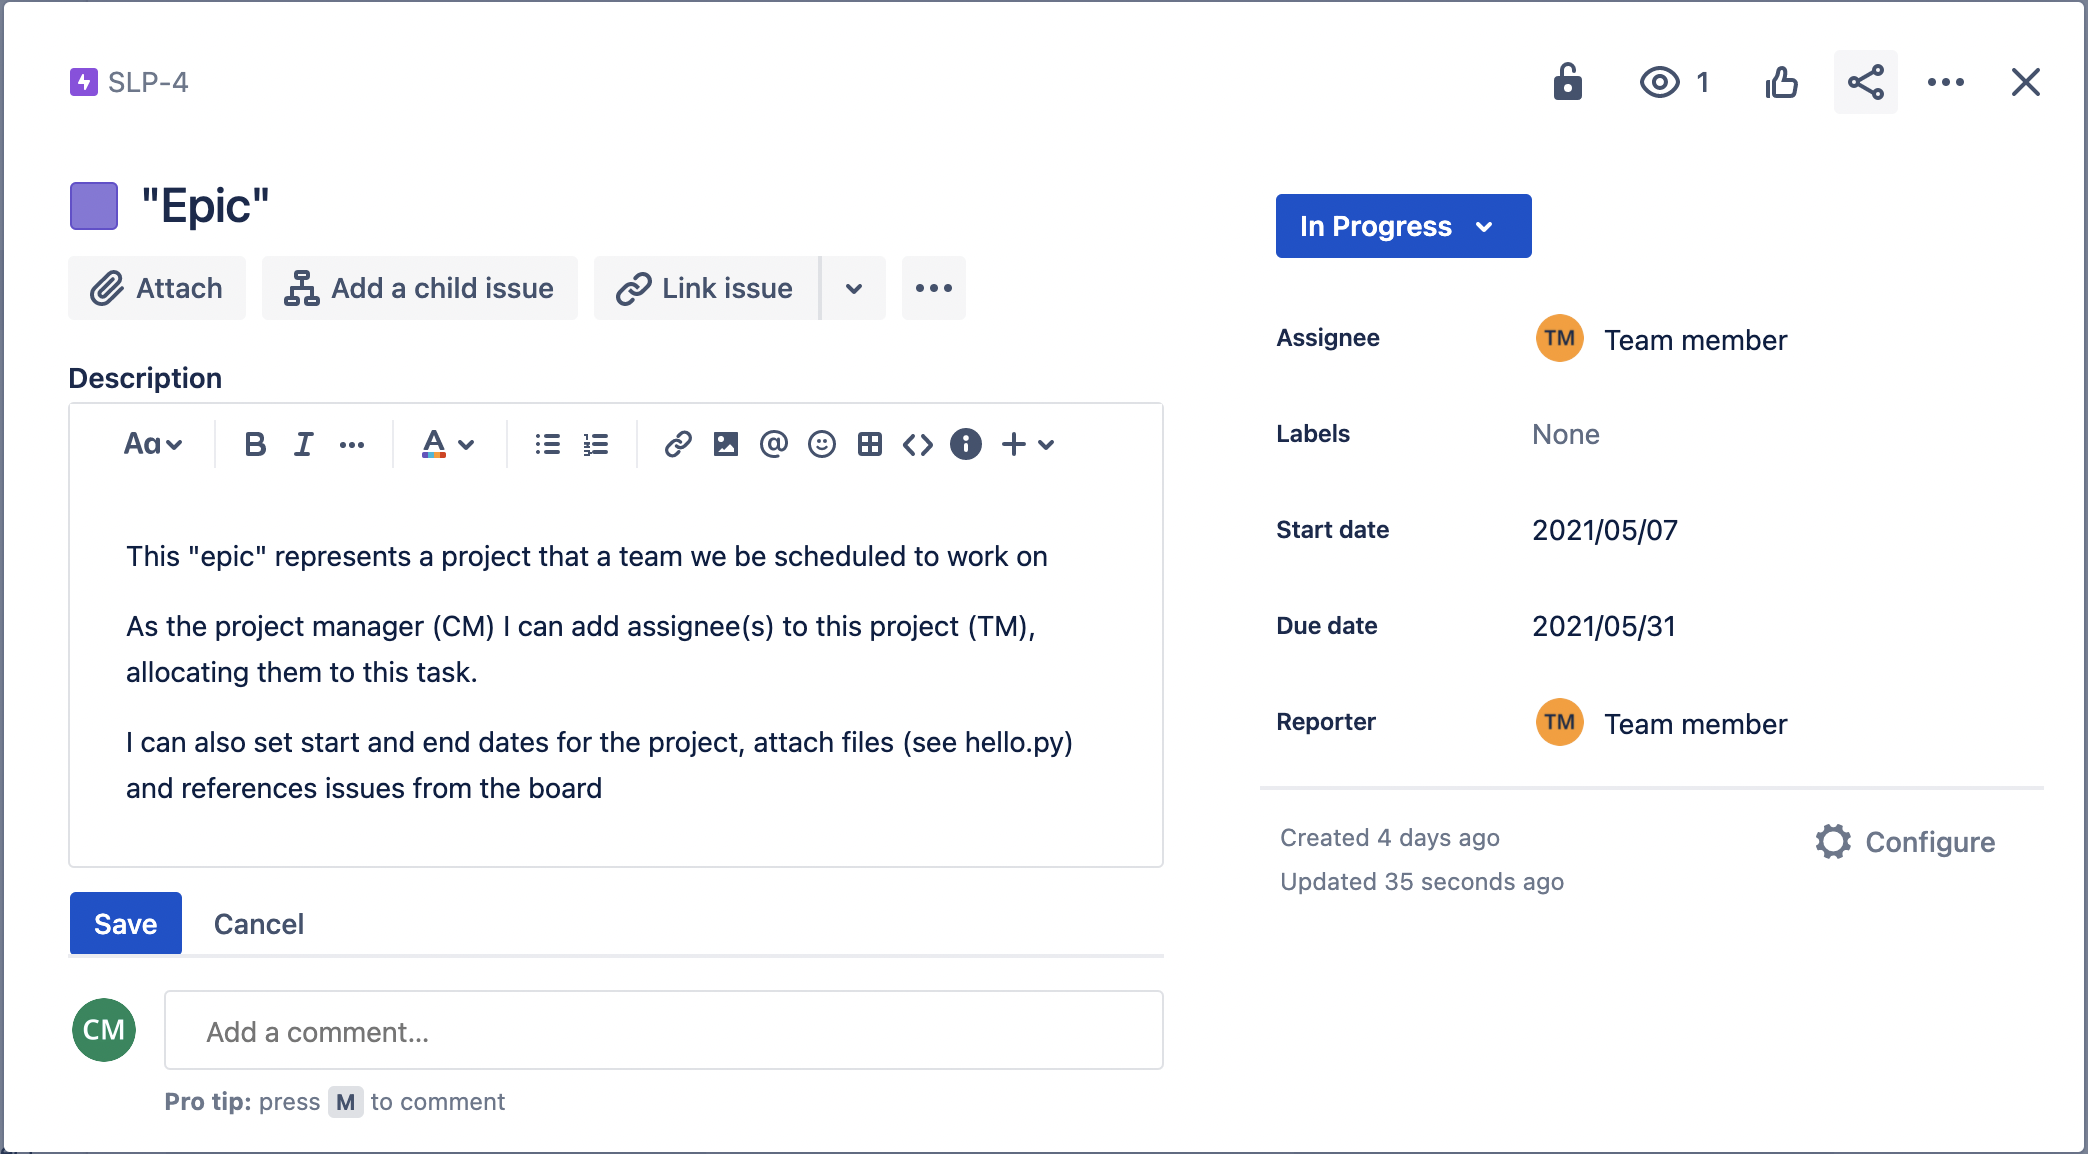 SLP-4
1
"Epic"
Attach
Add a child issue
Link issue
Description
Aa
B I
A
@
This "epic" represents a project that a team we be scheduled to work on
As the project manager (CM) I can add assignee(s) to this project (TM),
allocating them to this task.
I can also set start and end dates for the project, attach files (see hello.py)
and references issues from the board
Save
Cancel
CM
Add a comment...
Pro tip: press M to comment
In Progress
Assignee
TM Team member
Labels
None
Start date
2021/05/07
Due date
2021/05/31
Reporter
TM Team member
Created 4 days ago
Updated 35 seconds ago
Configure